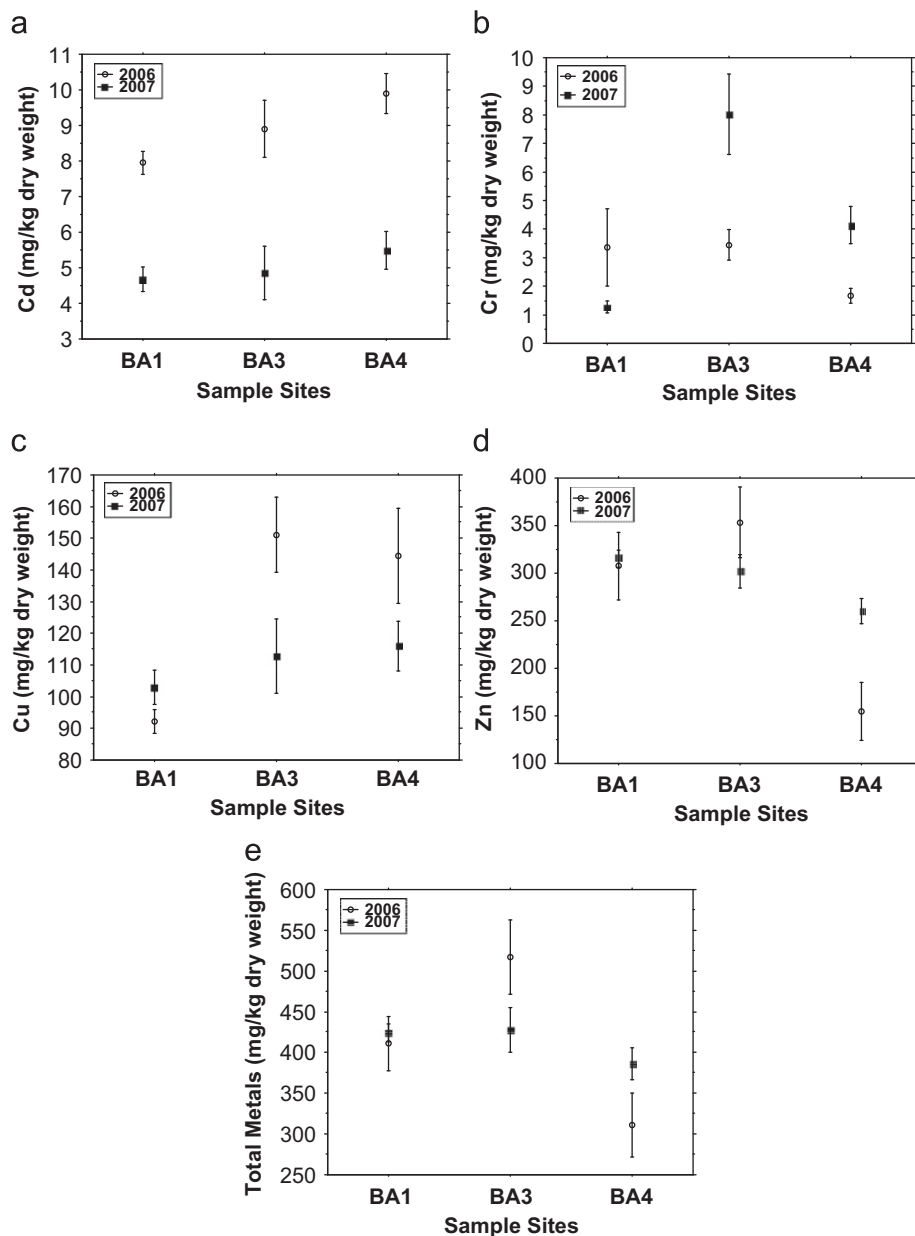 a
Cd (mg/kg dry weight)
11
10
9
8
7
6
5
4
3
2006
2007
BA1 BA3 BA4
Sample Sites
b
Cr (mg/kg dry weight)
10
9
8
7
6
5
4
3
2
1
0
2006
2007
BA1 BA3 BA4
Sample Sites
c
Cu (mg/kg dry weight)
170
160
150
140
130
120
110
100
90
80
2006
2007
BA1 BA3 BA4
Sample Sites
d
Zn (mg/kg dry weight)
400
350
300
250
200
150
100
2006
2007
BA1 BA3 BA4
Sample Sites
e
Total Metals (mg/kg dry weight)
600
550
500
450
400
350
300
250
2006
2007
BA1 BA3 BA4
Sample Sites